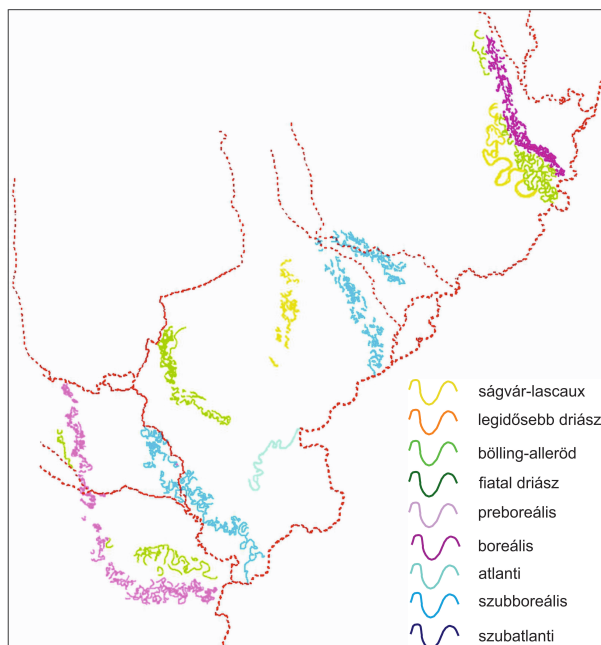 ságvár-lascaux
legidősebb driász
bölling-alleröd
fiatal driász
preboreális
boreális
atlanti
szubboreális
szubatlanti